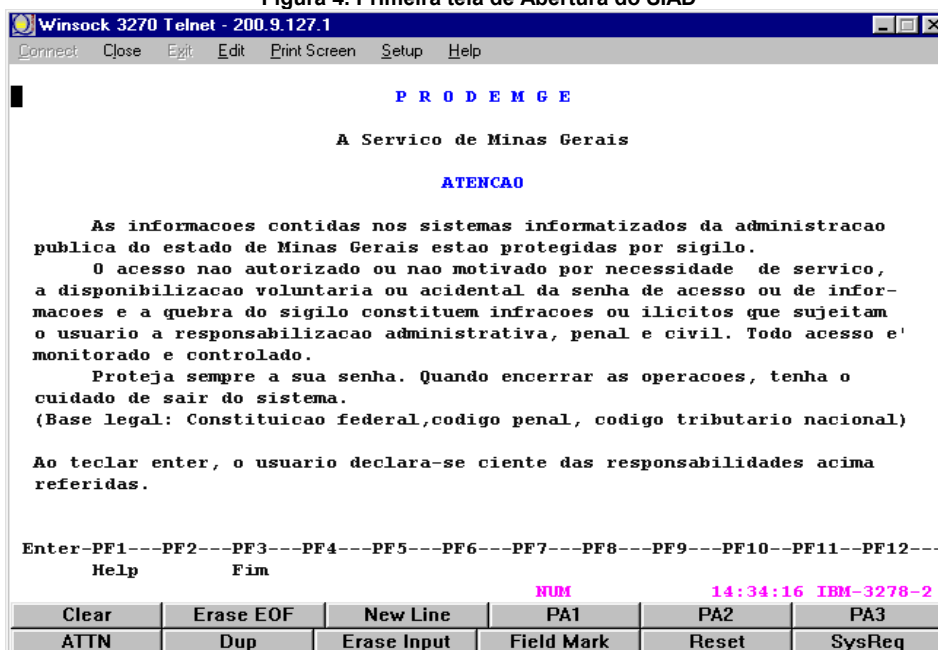 Figura 4. Primeira tela de Abertura do SIAD
Winsock 3270 Telnet - 200.9.127.1
Connect Close Exit Edit Print Screen Setup Help
P R O D E M G E
A Servico de Minas Gerais
ATENCAO
As informacoes contidas nos sistemas informatizados da administracao
publica do estado de Minas Gerais estao protegidas por sigilo.
O acesso nao autorizado ou nao motivado por necessidade de servico,
a disponibilizacao voluntaria ou acidental da senha de acesso ou de infor-
macoes e a quebra do sigilo constituem infracoes ou ilicitos que sujeitam
o usuario a responsabilizacao administrativa, penal e civil. Todo acesso e'
monitorado e controlado.
Proteja sempre a sua senha. Quando encerrar as operacoes, tenha o
cuidado de sair do sistema.
(Base legal: Constituicao federal,codigo penal, codigo tributario nacional)
Ao teclar enter, o usuario declara-se ciente das responsabilidades acima
referidas.
Enter-PF1---PF2---PF3---PF4---PF5---PF6---PF7---PF8---PF9---PF10--PF11--PF12---
Help Fim
NUM 14:34:16 IBM-3278-2
Clear Erase EOF New Line PA1 PA2 PA3
ATTN Dup Erase Input Field Mark Reset SysReq